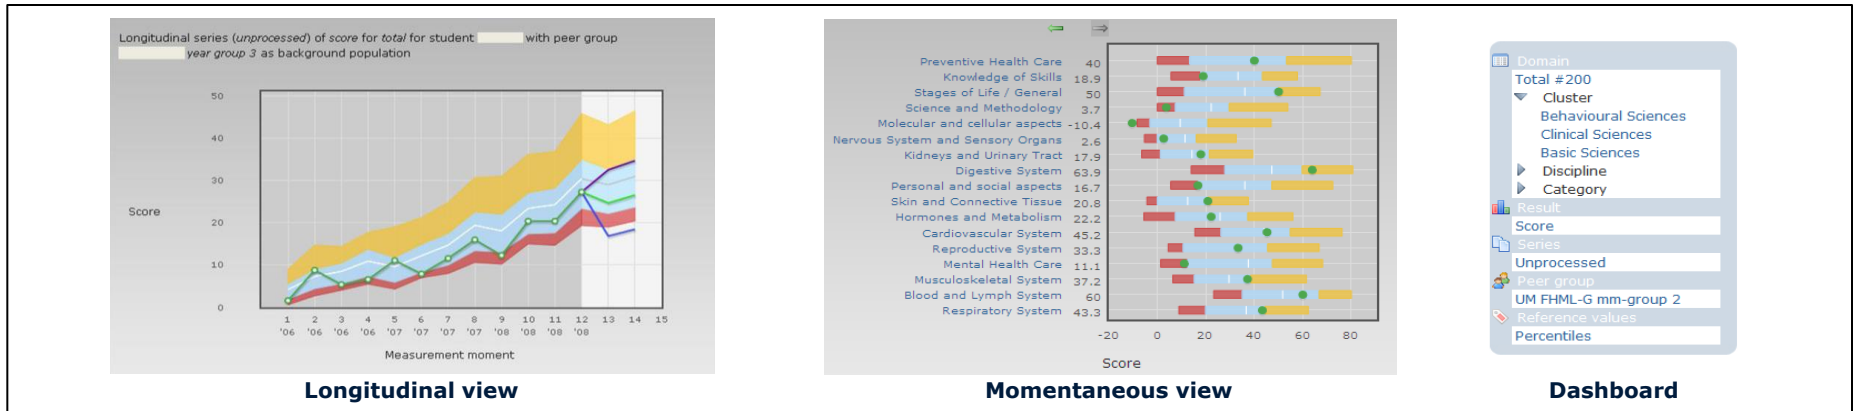 Longitudinal series (unprocessed) of score for total for student with peer group
year group 3 as background population
50
40
30
20
10
0
Score
1 2 3 4 5 6 7 8 9 10 11 12 13 14 15
'06 '06 '06 '06 '07 '07 '07 '07 '08 '08 '08 '08
Measurement moment
Longitudinal view
Preventive Health Care 40
Knowledge of Skills 18.9
Stages of Life / General 50
Science and Methodology 3.7
Molecular and cellular aspects -10.4
Nervous System and Sensory Organs 2.6
Kidneys and Urinary Tract 17.9
Digestive System 63.9
Personal and social aspects 16.7
Skin and Connective Tissue 20.8
Hormones and Metabolism 22.2
Cardiovascular System 45.2
Reproductive System 33.3
Mental Health Care 11.1
Musculoskeletal System 37.2
Blood and Lymph System 60
Respiratory System 43.3
-20 0 20 40 60 80
Score
Momentaneous view
Domain
Total #200
Cluster
Behavioural Sciences
Clinical Sciences
Basic Sciences
Discipline
Category
Result
Score
Series
Unprocessed
Peer group
UM FHML-G mm-group 2
Reference values
Percentiles
Dashboard